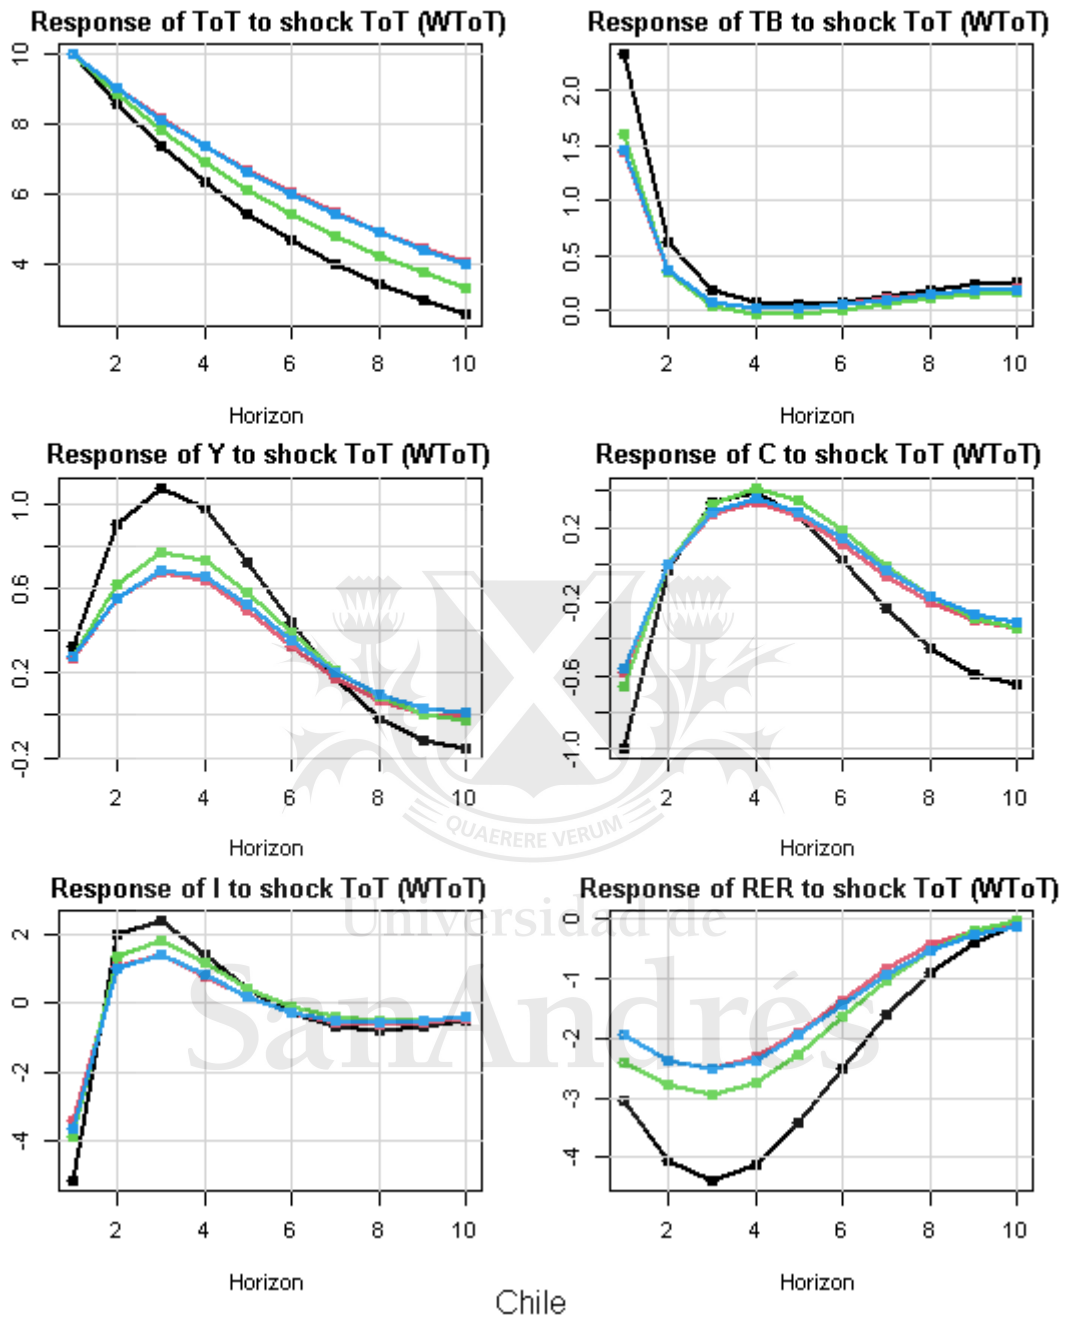 Response of ToT to shock ToT (WToT)
Response of TB to shock ToT (WToT)
10
8
6
4
2 4 6 8 10
Horizon
2.0
1.5
1.0
0.5
0.0
2 4 6 8 10
Horizon
Response of Y to shock ToT (WToT)
Response of C to shock ToT (WToT)
1.0
0.6
0.2
-0.2
2 4 6 8 10
Horizon
0.2
-0.2
-0.6
-1.0
2 4 6 8 10
Horizon
QUAERERE VERUM
Response of I to shock ToT (WToT)
Response of RER to shock ToT (WToT)
Universidad de
SanAndrés
2
0
-2
-4
2 4 6 8 10
Horizon
0
-1
-2
-3
-4
2 4 6 8 10
Horizon
Chile